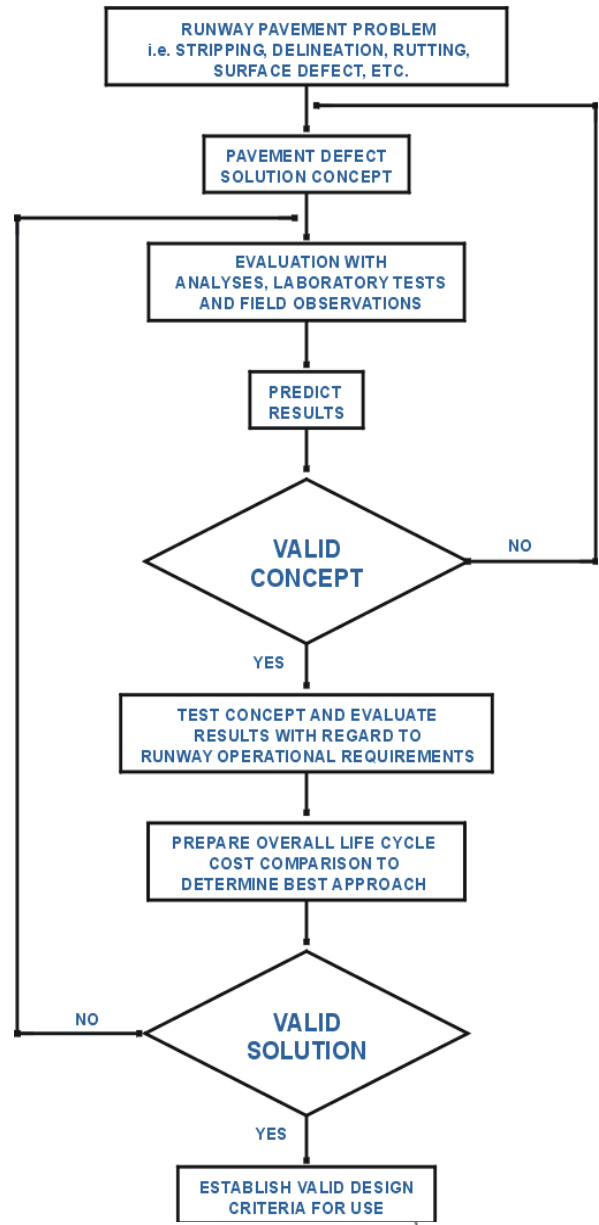 RUNWAY PAVEMENT PROBLEM
i.e. STRIPPING, DELINEATION, RUTTING,
SURFACE DEFECT, ETC.
PAVEMENT DEFECT
SOLUTION CONCEPT
EVALUATION WITH
ANALYSES, LABORATORY TESTS
AND FIELD OBSERVATIONS
PREDICT
RESULTS
VALID
CONCEPT
NO
YES
TEST CONCEPT AND EVALUATE
RESULTS WITH REGARD TO
RUNWAY OPERATIONAL REQUIREMENTS
PREPARE OVERALL LIFE CYCLE
COST COMPARISON TO
DETERMINE BEST APPROACH
NO
VALID
SOLUTION
YES
ESTABLISH VALID DESIGN
CRITERIA FOR USE